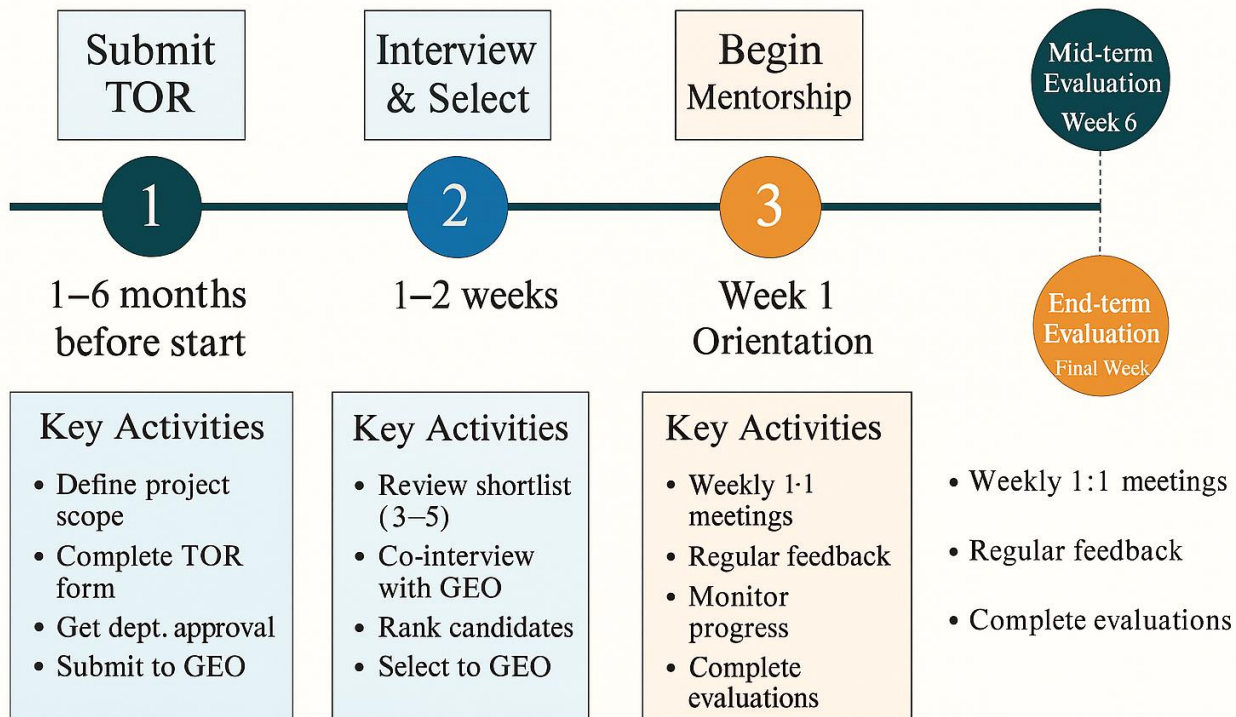 Submit
TOR
Interview
& Select
Begin
Mentorship
Mid-term
Evaluation
Week 6
1
2
3
1–6 months
before start
1–2 weeks
Week 1
Orientation
End-term
Evaluation
Final Week
Key Activities
• Define project
scope
• Complete TOR
form
• Get dept. approval
• Submit to GEO
Key Activities
• Review shortlist
(3–5)
• Co-interview
with GEO
• Rank candidates
• Select to GEO
Key Activities
• Weekly 1·1
meetings
• Regular feedback
• Monitor
progress
• Complete
evaluations
• Weekly 1:1 meetings
• Regular feedback
• Complete evaluations